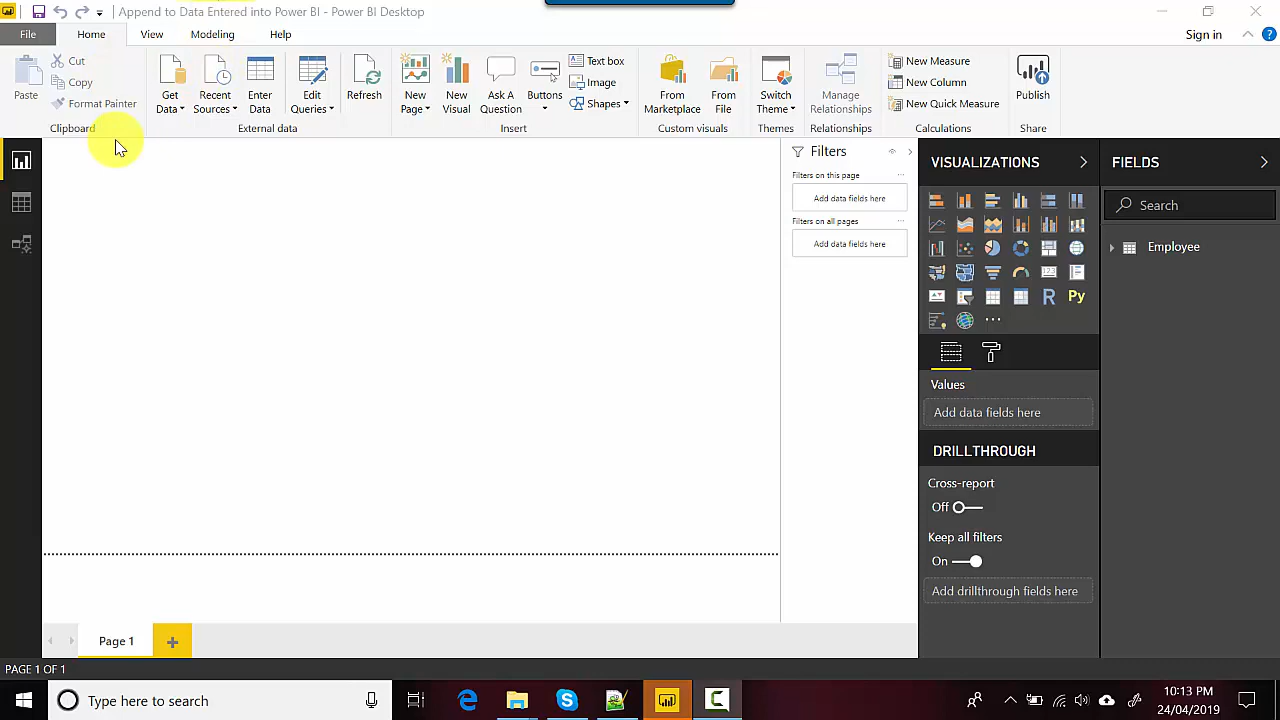 Append to Data Entered into Power BI - Power BI Desktop
File
Home
View
Modeling
Help
Sign in
Paste
Cut
Copy
Format Painter
Clipboard
Get
Data
Recent
Sources
Enter
Data
Edit
Queries
Refresh
External data
New
Page
New
Visual
Ask A
Question
Buttons
Text box
Image
Shapes
Insert
From
Marketplace
From
File
Custom visuals
Switch
Theme
Themes
Manage
Relationships
Relationships
New Measure
New Column
New Quick Measure
Calculations
Publish
Share
Filters
Filters on this page
...
Add data fields here
Filters on all pages
...
Add data fields here
VISUALIZATIONS
123
R
Py
Values
Add data fields here
DRILLTHROUGH
Cross-report
Off
Keep all filters
On
Add drillthrough fields here
FIELDS
Search
Employee
Page 1
PAGE 1 OF 1
Type here to search
10:13 PM
24/04/2019